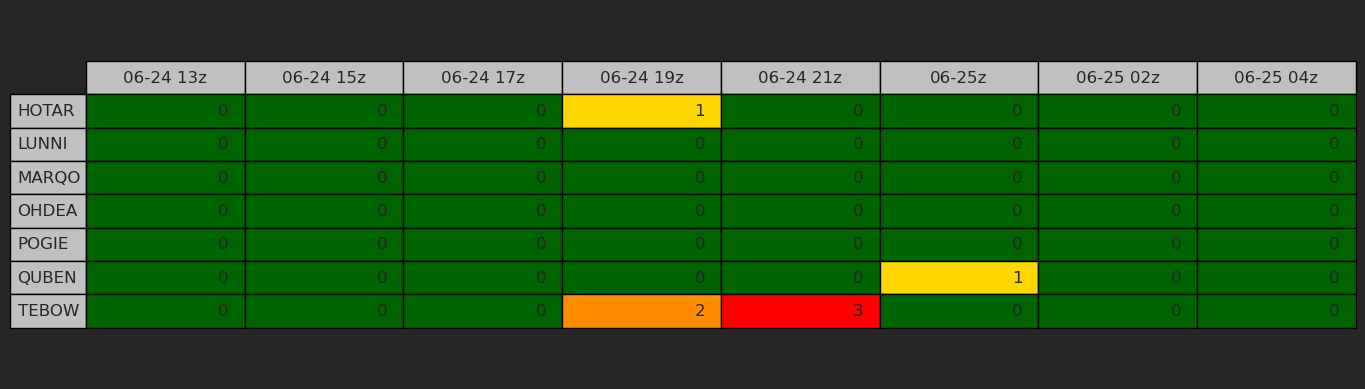 06-24 13z 06-24 15z 06-24 17z 06-24 19z 06-24 21z 06-25z 06-25 02z 06-25 04z
HOTAR 0 0 0 1 0 0 0 0
LUNNI 0 0 0 0 0 0 0 0
MARQO 0 0 0 0 0 0 0 0
OHDEA 0 0 0 0 0 0 0 0
POGIE 0 0 0 0 0 0 0 0
QUBEN 0 0 0 0 0 1 0 0
TEBOW 0 0 0 2 3 0 0 0